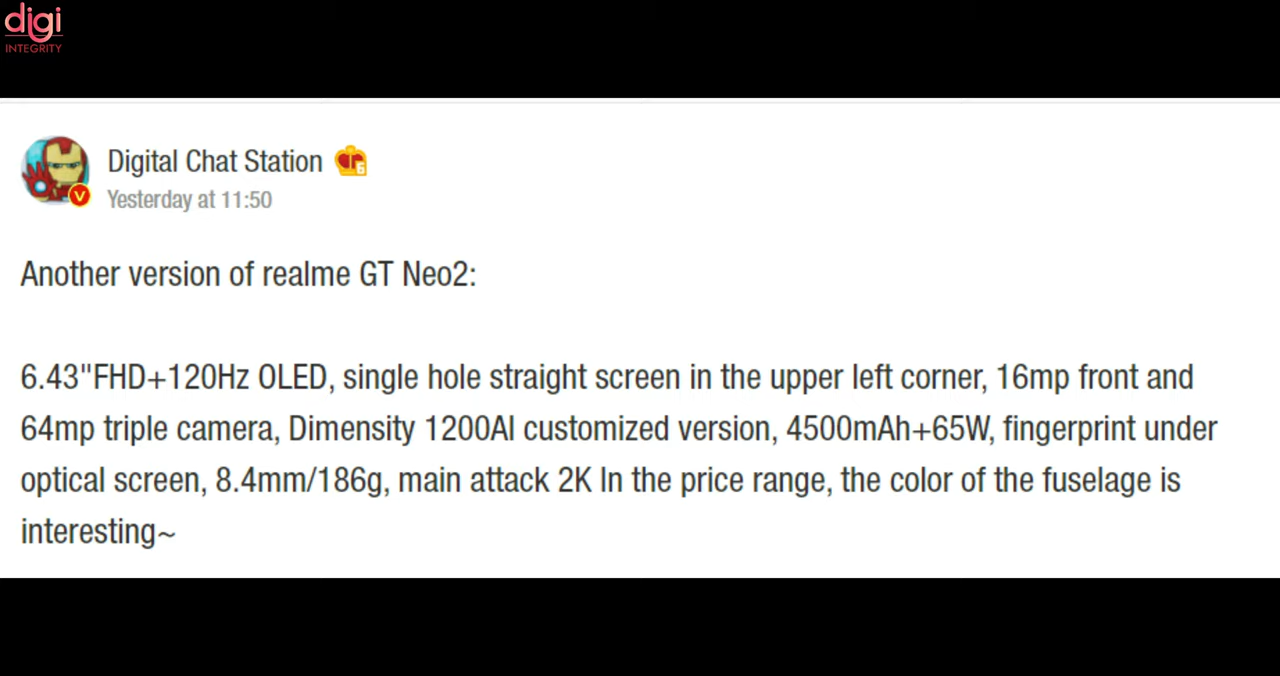 digi
INTEGRITY
Digital Chat Station 6
V
Yesterday at 11:50
Another version of realme GT Neo2:
6.43"FHD+120Hz OLED, single hole straight screen in the upper left corner, 16mp front and
64mp triple camera, Dimensity 1200AI customized version, 4500mAh+65W, fingerprint under
optical screen, 8.4mm/186g, main attack 2K In the price range, the color of the fuselage is
interesting~